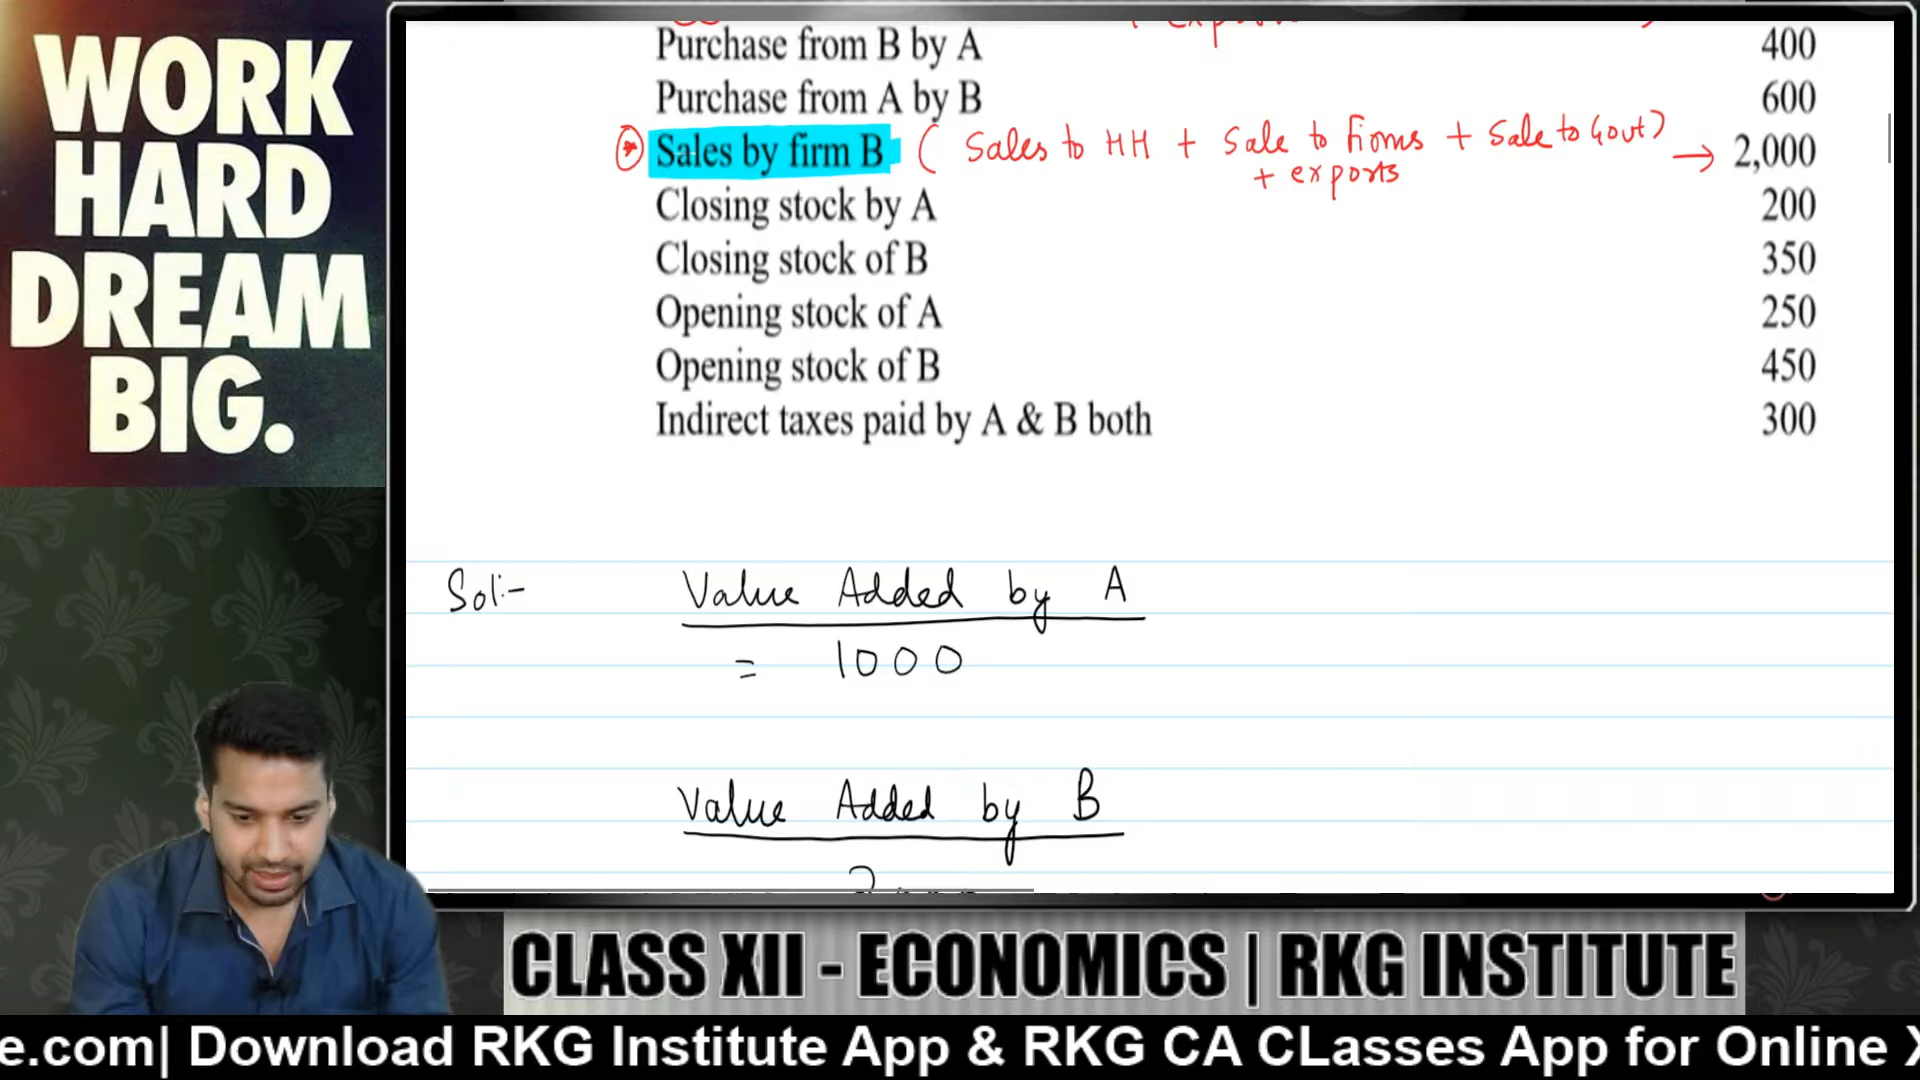 WORK
HARD
DREAM
BIG.
Purchase from B by A 400
Purchase from A by B 600
Sales by firm B ( Sales to HH + Sale to firms + Sale to Govt) → 2,000
+ exports
Closing stock by A 200
Closing stock of B 350
Opening stock of A 250
Opening stock of B 450
Indirect taxes paid by A & B both 300
Sol:- Value Added by A
= 1000
Value Added by B
CLASS XII - ECONOMICS | RKG INSTITUTE
e.com| Download RKG Institute App & RKG CA CLasses App for Online